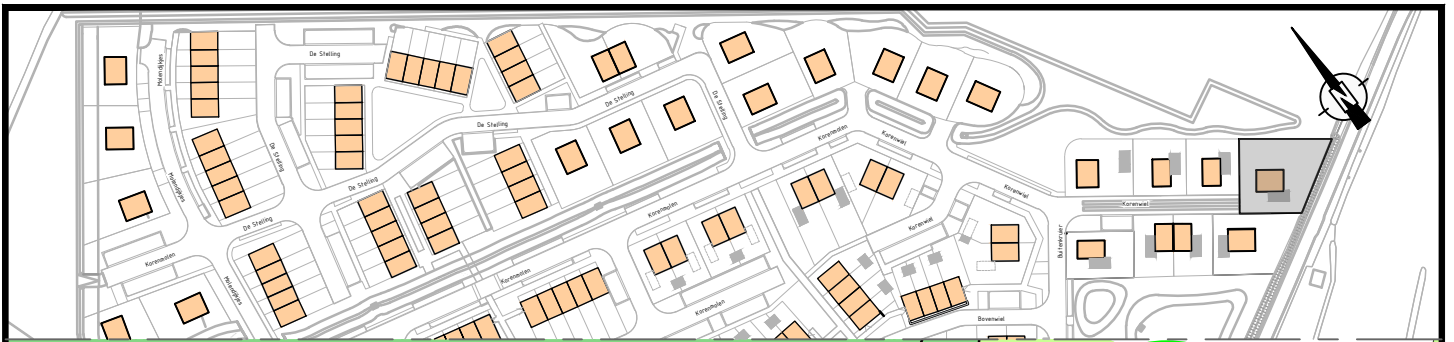 De Stelling
Molendijkjes
De Stelling
De Stelling
De Stelling
Korenmolen
Korenwiel
De Stelling
Molendijkjes
De Stelling
Korenwiel
Korenwiel
Korenmolen
De Stelling
Korenwiel
Buitenkruier
Korenmolen
Korenmolen
Molendijkjes
Korenmolen
Bovenwiel
N